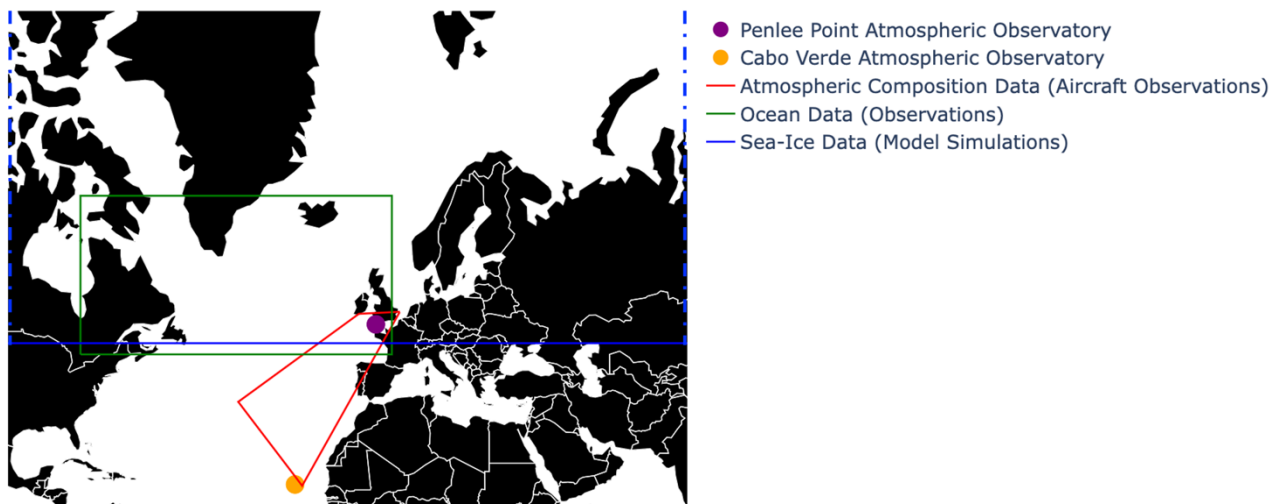 Penlee Point Atmospheric Observatory
Cabo Verde Atmospheric Observatory
Atmospheric Composition Data (Aircraft Observations)
Ocean Data (Observations)
Sea-Ice Data (Model Simulations)